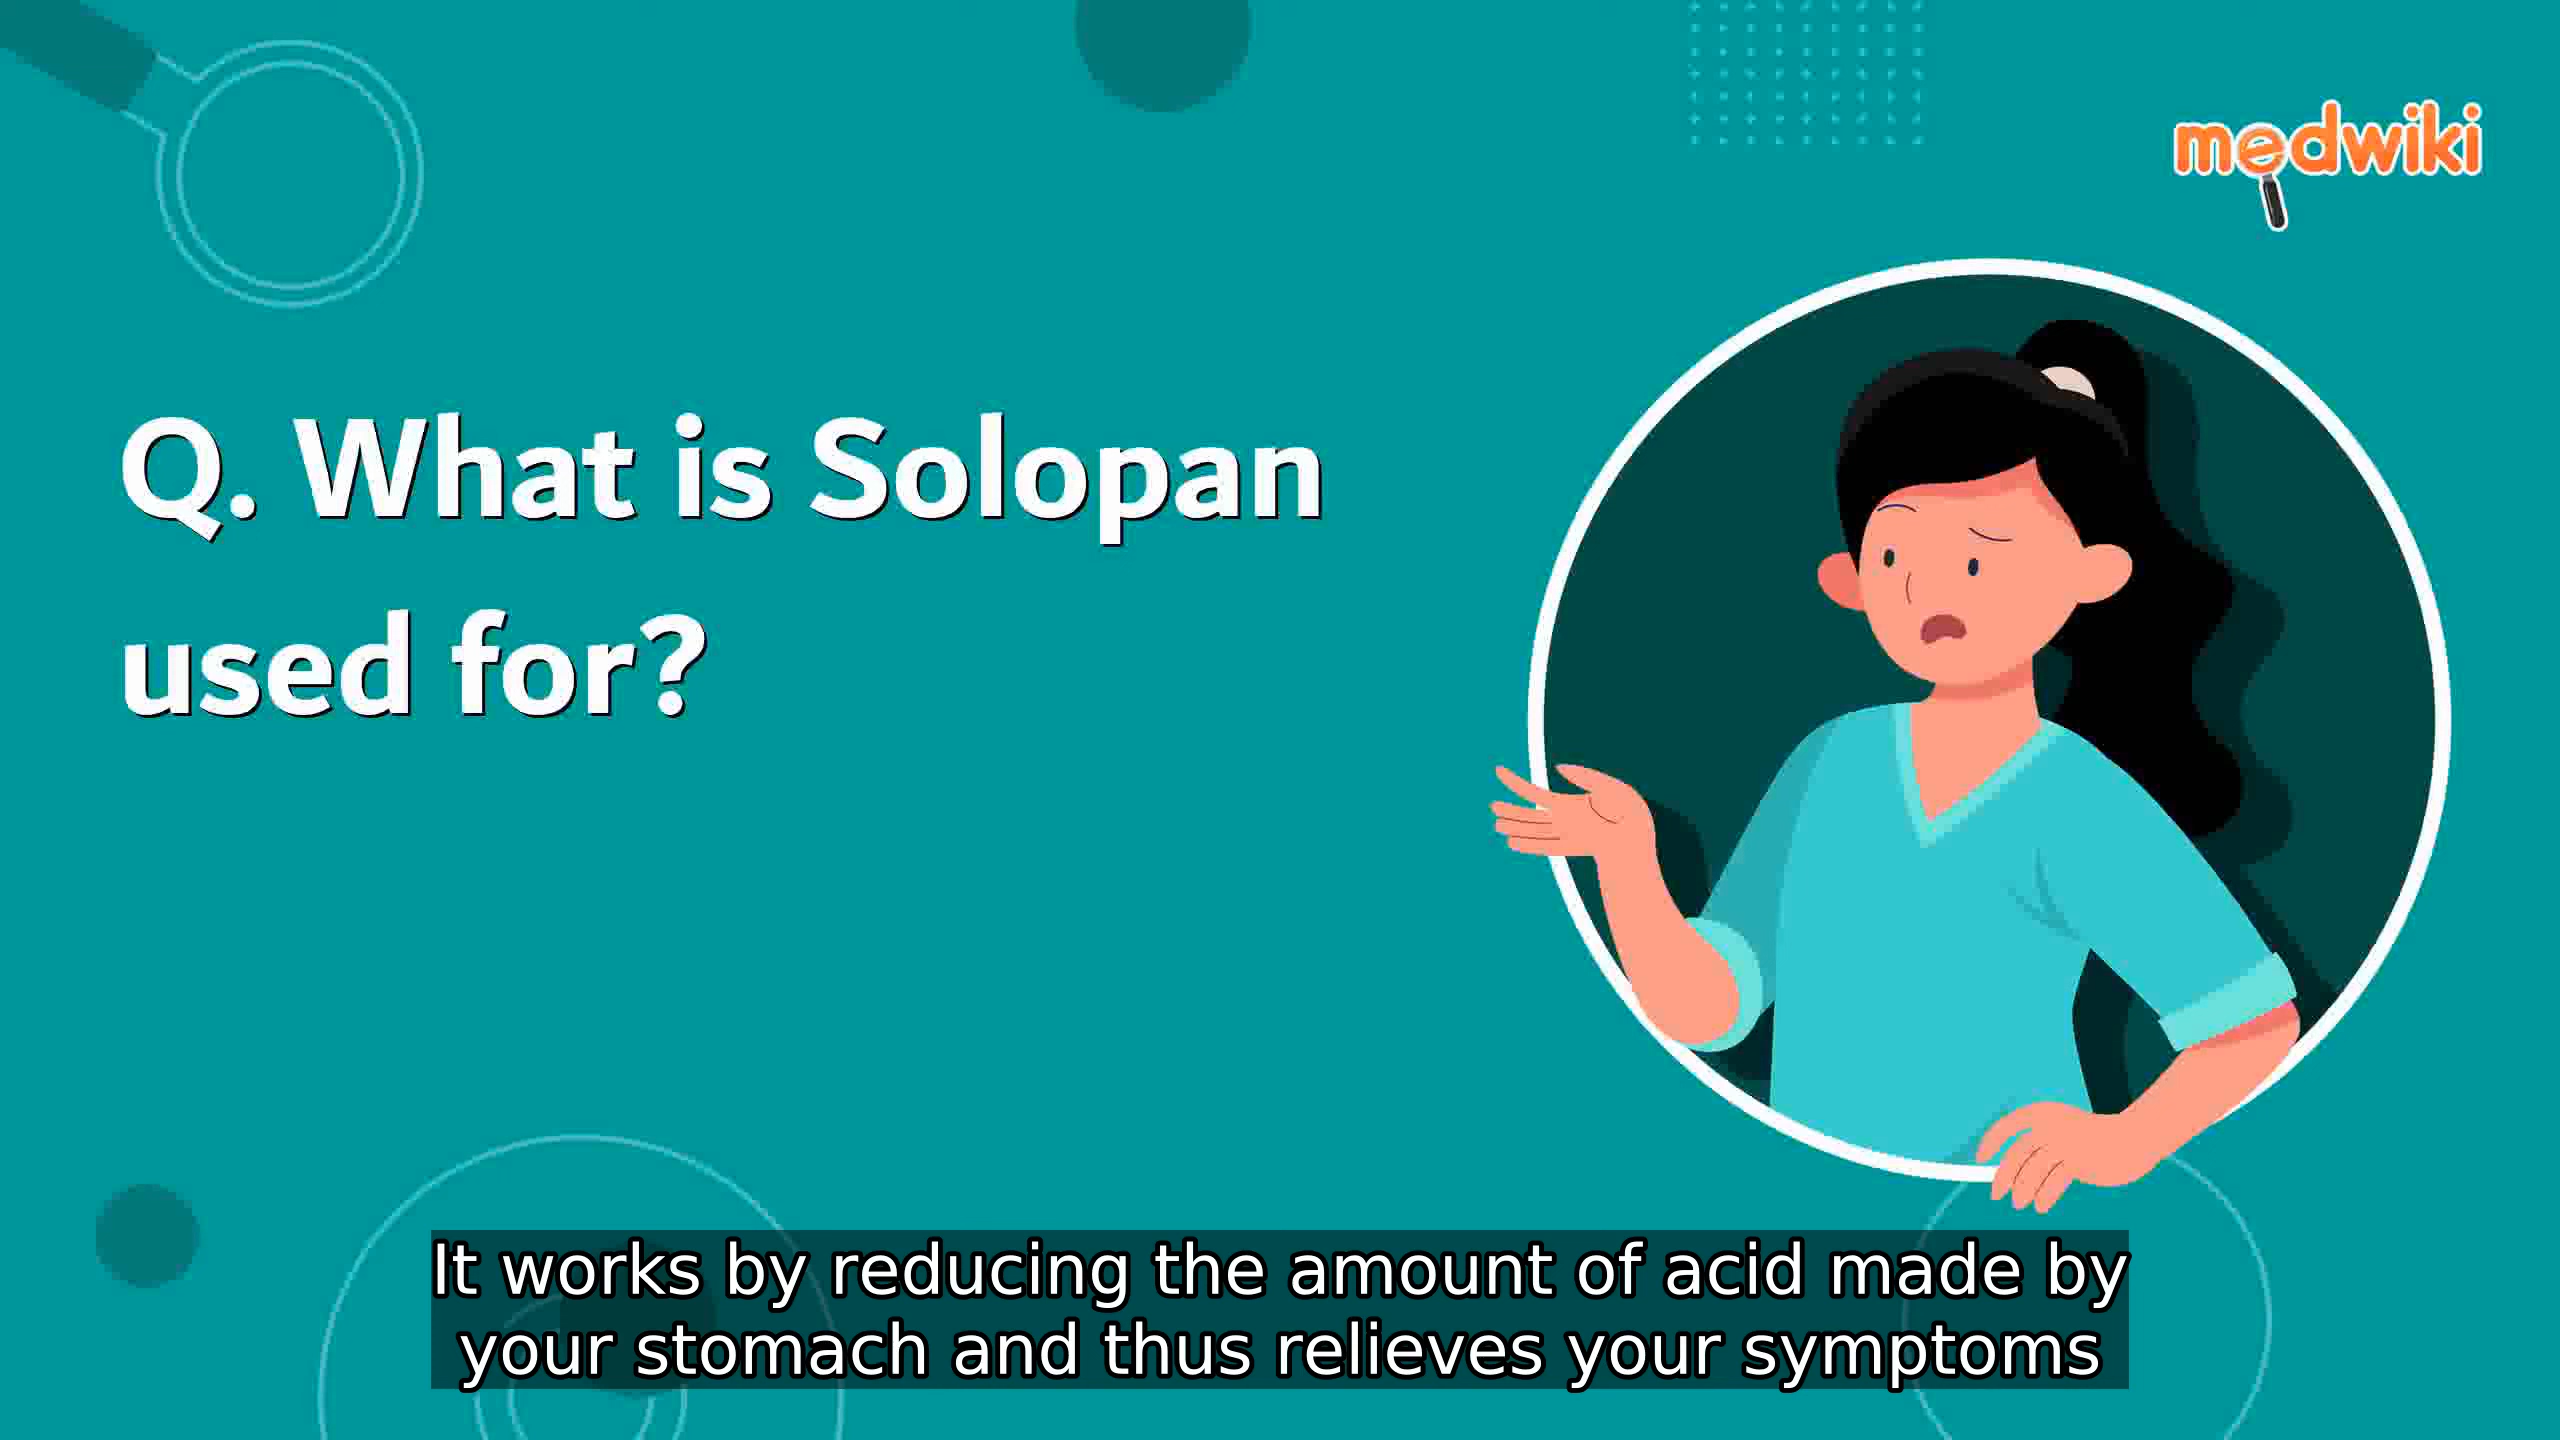 medwiki
Q. What is Solopan
used for?
It works by reducing the amount of acid made by
your stomach and thus relieves your symptoms